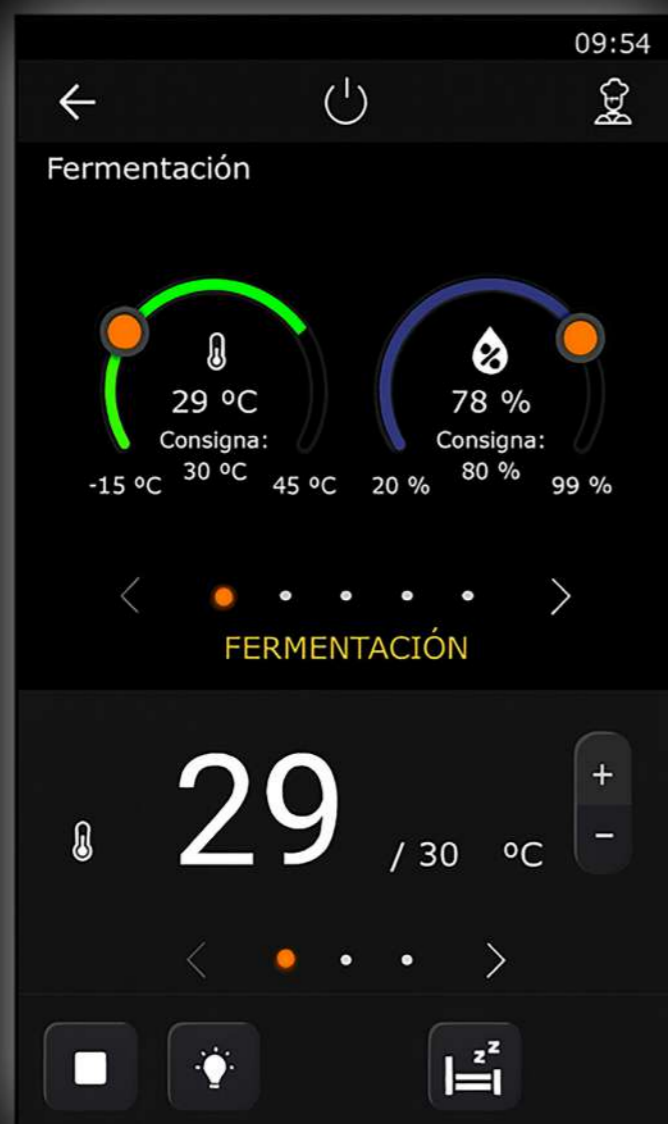 09:54
Fermentación
29 ºC
Consigna:
30 ºC
-15 ºC
45 ºC
78 %
Consigna:
80 %
20 %
99 %
FERMENTACIÓN
29 / 30 ºC
+
-
z z